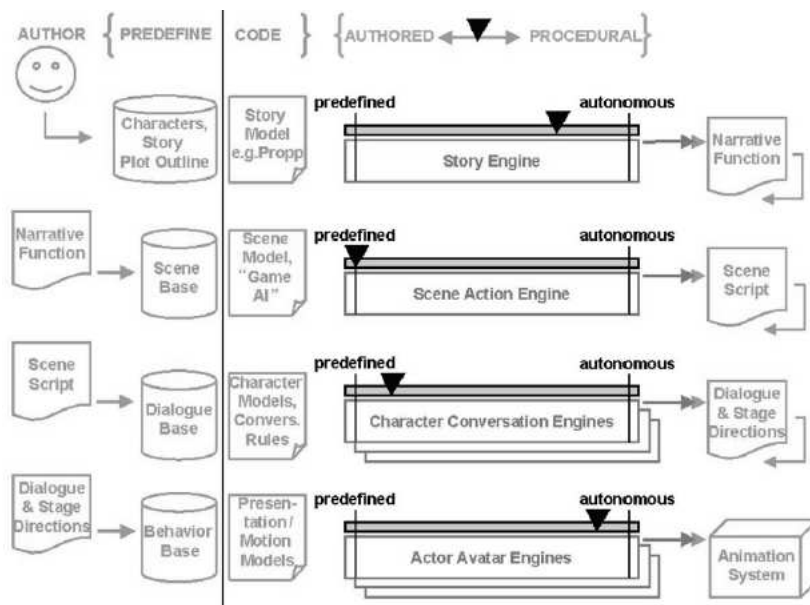 AUTHOR { PREDEFINE CODE } { AUTHORED PROCEDURAL }
predefined autonomous
Characters,
Story
Plot Outline
Story
Model
e.g.Propp
Story Engine
Narrative
Function
Narrative
Function
Scene
Base
Scene
Model,
“Game
AI”
predefined autonomous
Scene Action Engine
Scene
Script
Scene
Script
Dialogue
Base
Character
Models,
Convers.
Rules
predefined autonomous
Character Conversation Engines
Dialogue
& Stage
Directions
Dialogue
& Stage
Directions
Behavior
Base
Presen-
tation/
Motion
Models
predefined autonomous
Actor Avatar Engines
Animation
System